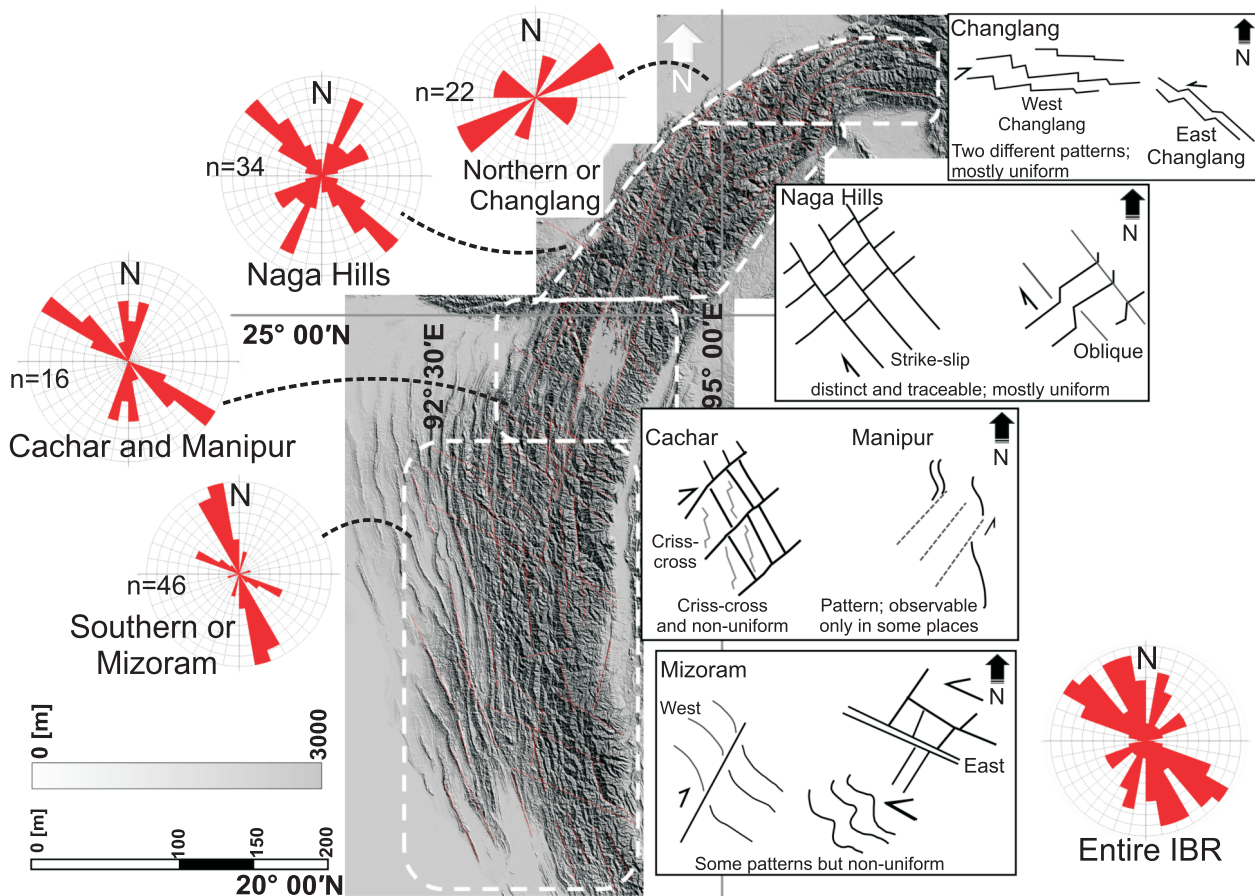 N
n=22
Northern or
Changlang
N
n=34
Naga Hills
N
n=16
Cachar and Manipur
N
n=46
Southern or
Mizoram
N
25° 00′N
92° 30′E
95° 00′E
Changlang
N
West
Changlang
East
Changlang
Two different patterns;
mostly uniform
Naga Hills
N
Strike-slip
Oblique
distinct and traceable; mostly uniform
Cachar
Manipur
N
Criss-
cross
Criss-cross
and non-uniform
Pattern; observable
only in some places
Mizoram
N
West
East
Some patterns but non-uniform
N
Entire IBR
0 [m]
3000
0 [m]
100
150
200
20° 00′N